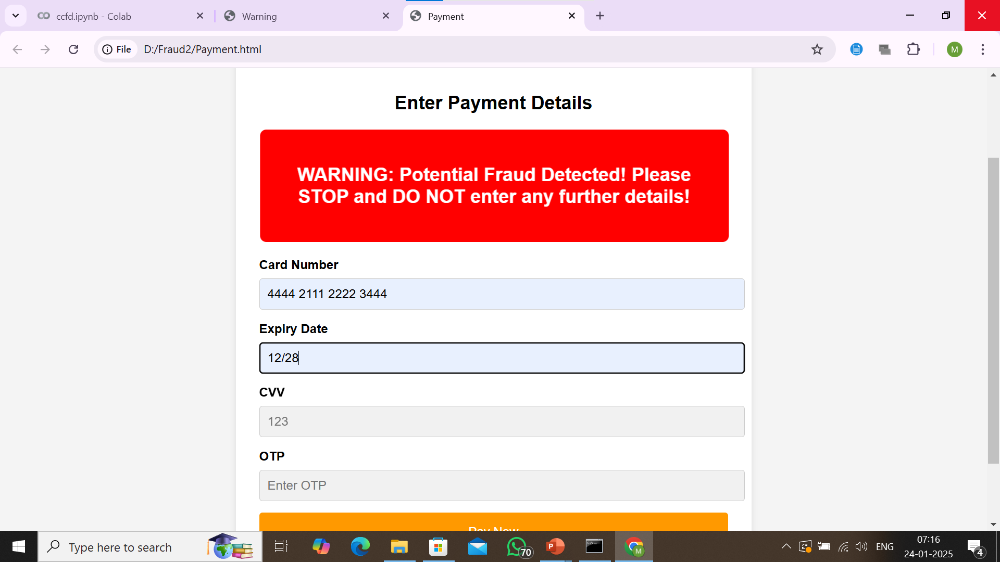 ccfd.ipynb - Colab
Warning
Payment
File
D:/Fraud2/Payment.html
M
Enter Payment Details
WARNING: Potential Fraud Detected! Please
STOP and DO NOT enter any further details!
Card Number
4444 2111 2222 3444
Expiry Date
12/28
CVV
123
OTP
Enter OTP
Pay Now
Type here to search
70
P
M
ENG
07:16
24-01-2025
4